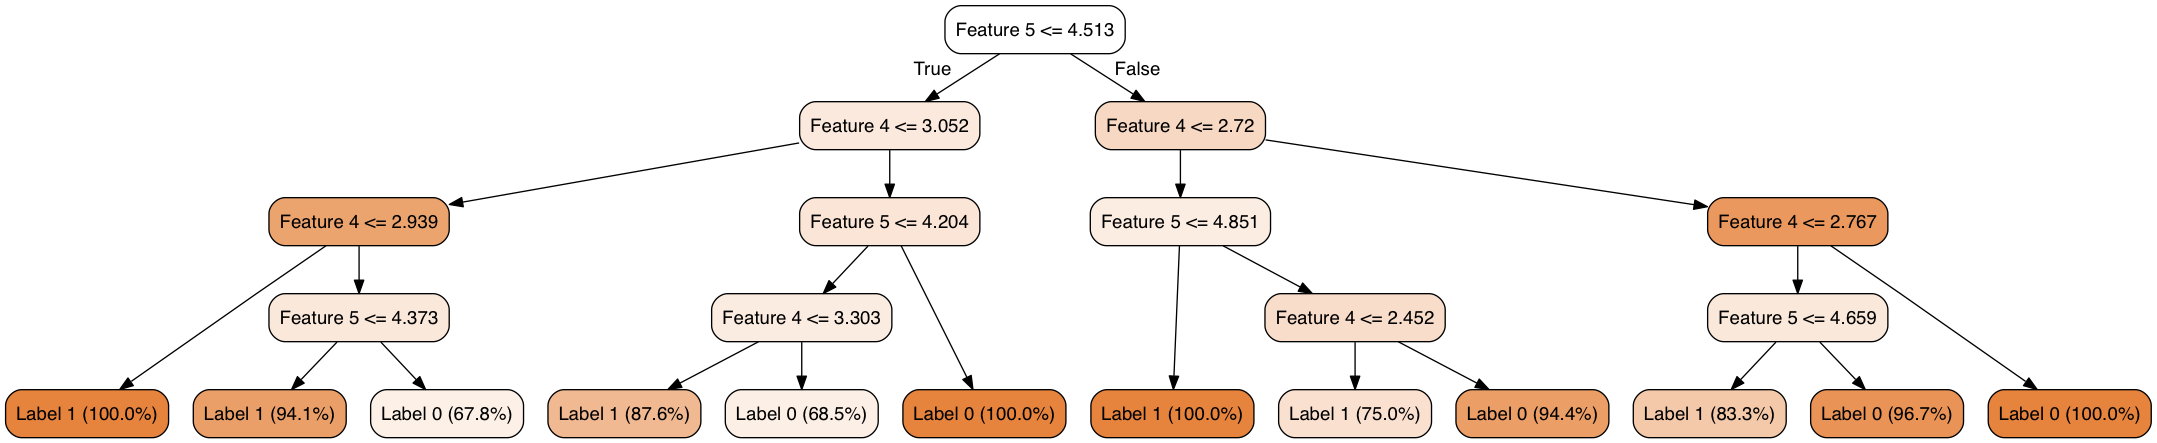 Feature 5 <= 4.513
True
False
Feature 4 <= 3.052
Feature 4 <= 2.72
Feature 4 <= 2.939
Feature 5 <= 4.204
Feature 5 <= 4.851
Feature 4 <= 2.767
Feature 5 <= 4.373
Feature 4 <= 3.303
Feature 4 <= 2.452
Feature 5 <= 4.659
Label 1 (100.0%)
Label 1 (94.1%)
Label 0 (67.8%)
Label 1 (87.6%)
Label 0 (68.5%)
Label 0 (100.0%)
Label 1 (100.0%)
Label 1 (75.0%)
Label 0 (94.4%)
Label 1 (83.3%)
Label 0 (96.7%)
Label 0 (100.0%)